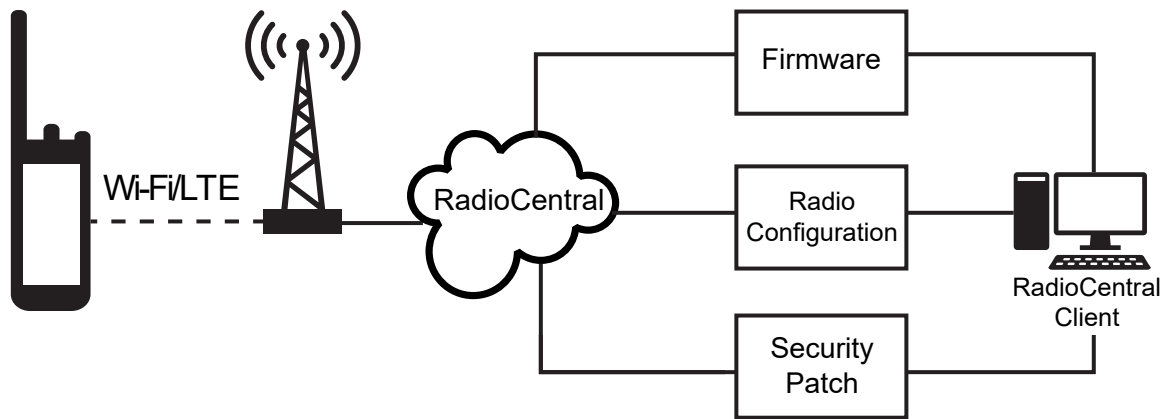 Wi-Fi/LTE
RadioCentral
Firmware
Radio
Configuration
Security
Patch
RadioCentral
Client